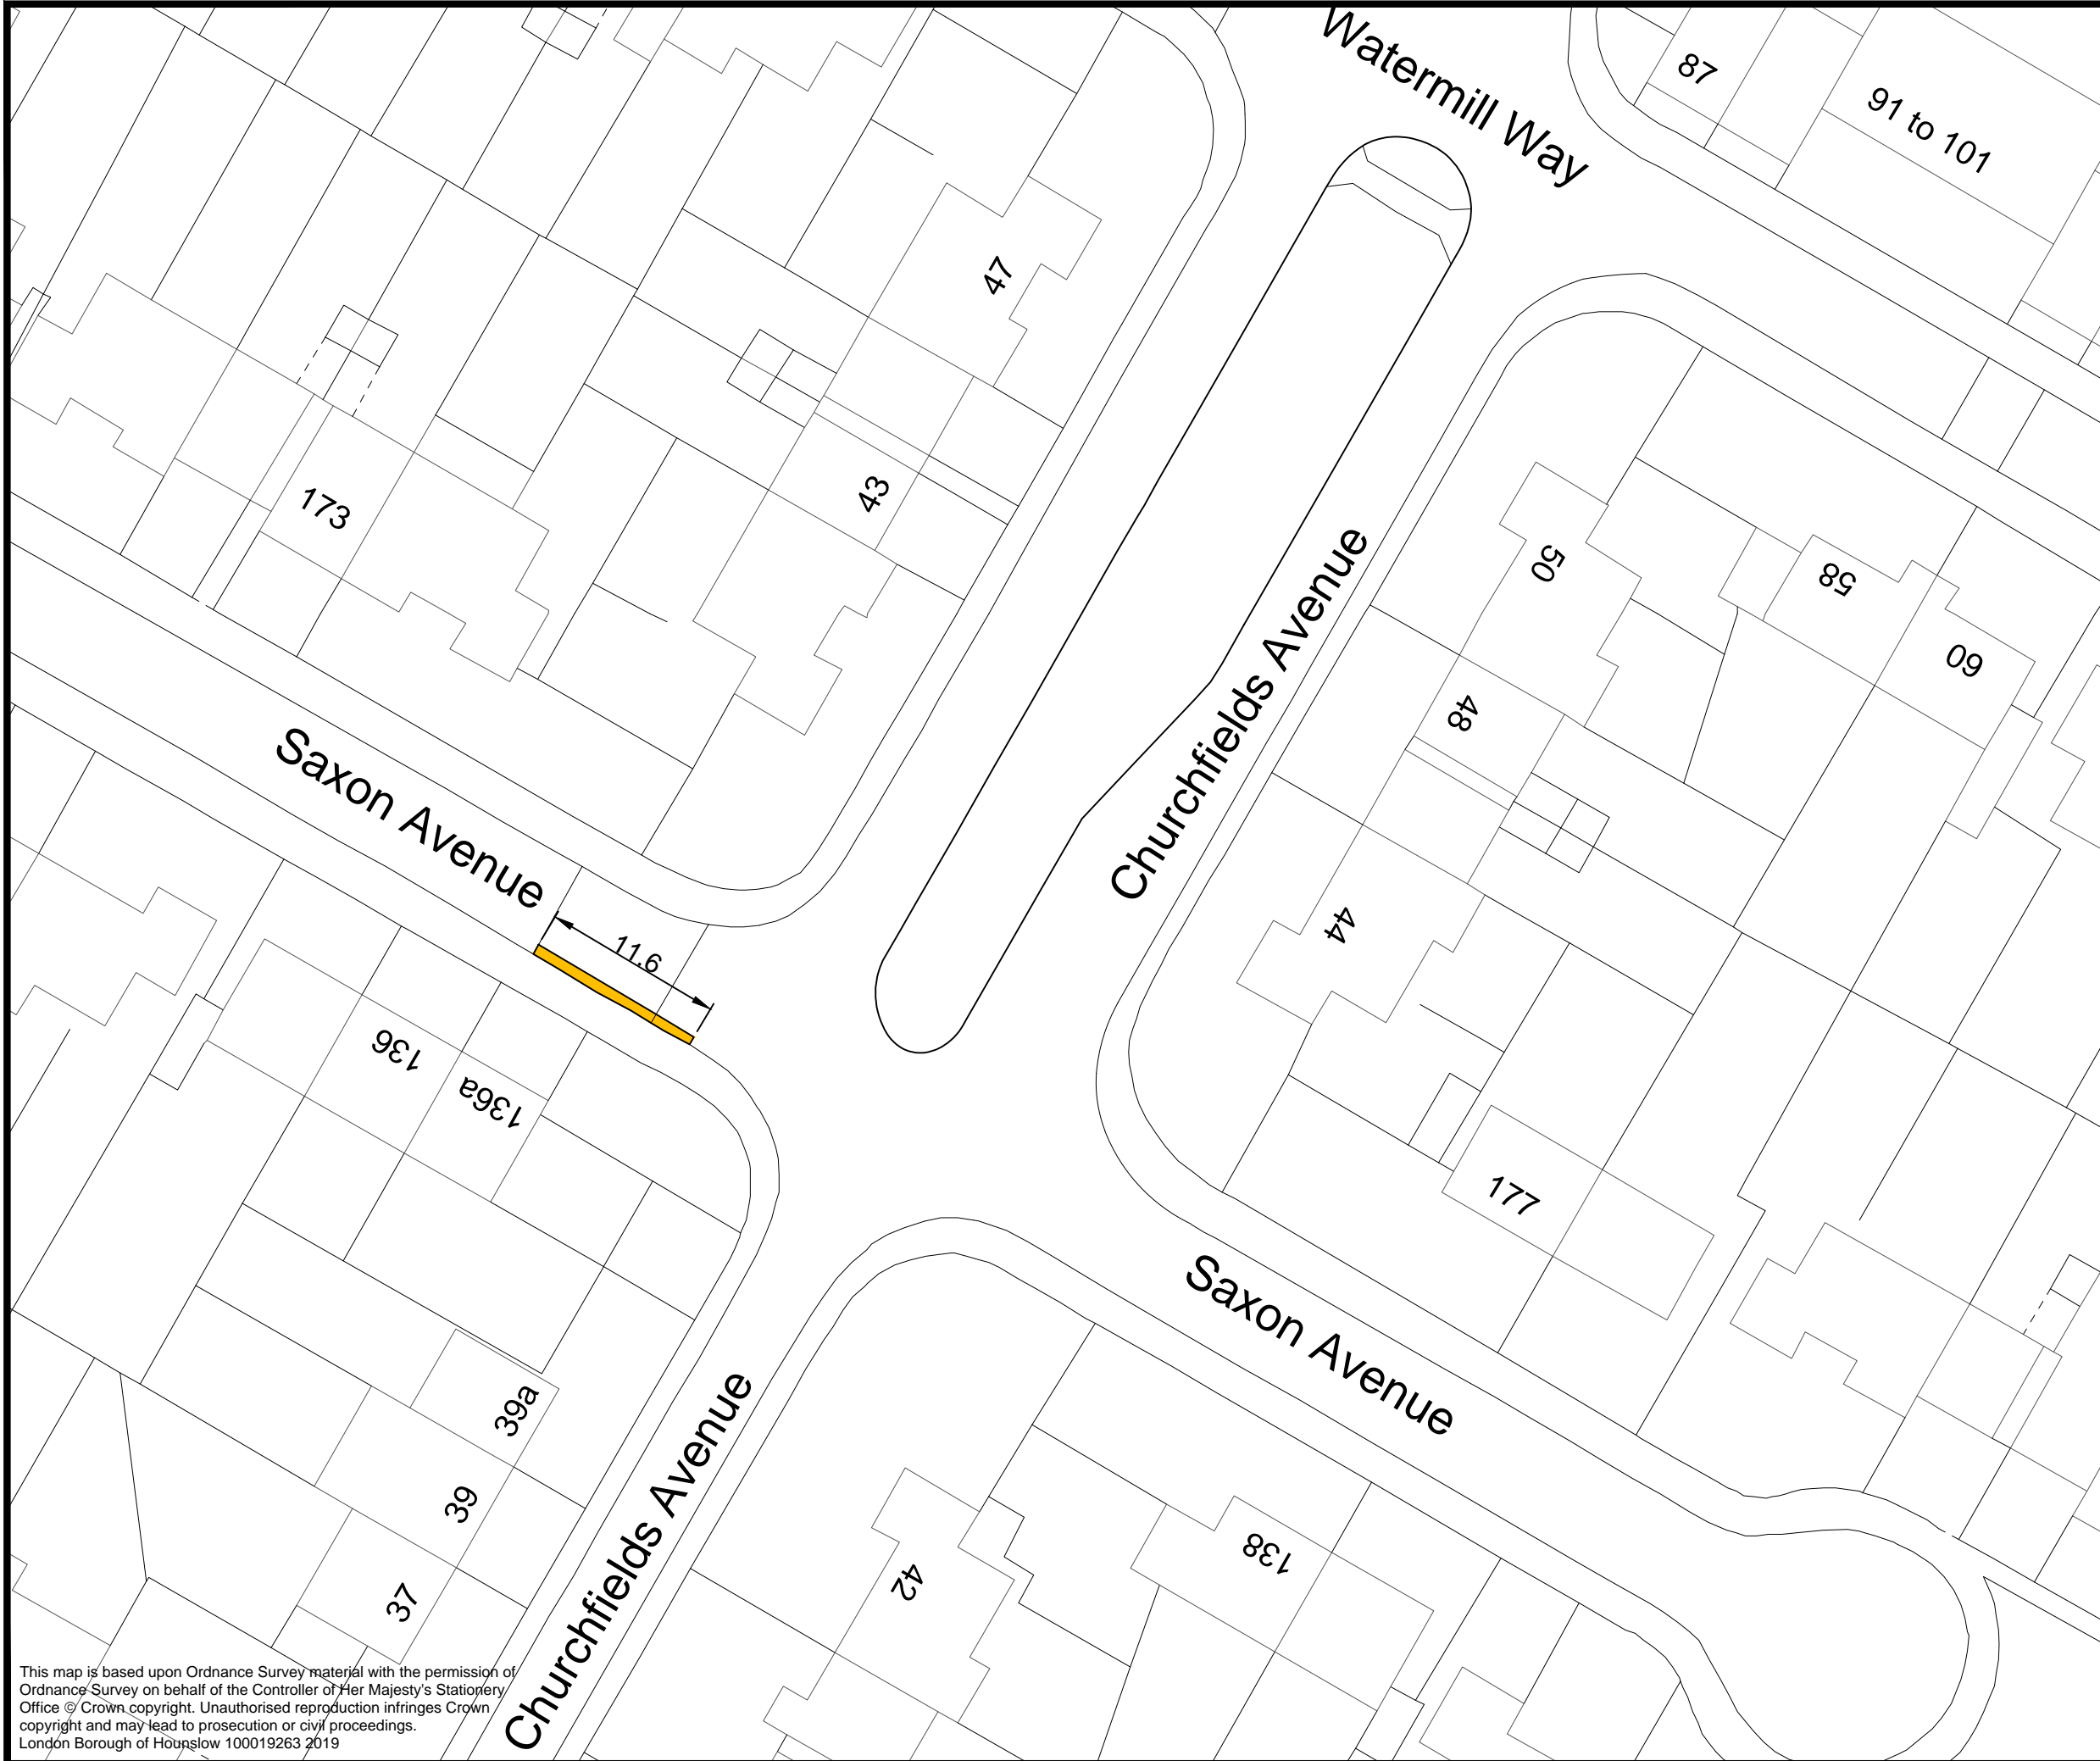 Watermill Way
87
91 to 101
47
43
173
50
58
60
48
Churchfields Avenue
Saxon Avenue
44
11.6
136
136a
177
Saxon Avenue
39a
39
37
Churchfields Avenue
42
138
This map is based upon Ordnance Survey material with the permission of
Ordnance Survey on behalf of the Controller of Her Majesty's Stationery
Office © Crown copyright. Unauthorised reproduction infringes Crown
copyright and may lead to prosecution or civil proceedings.
London Borough of Hounslow 100019263 2019